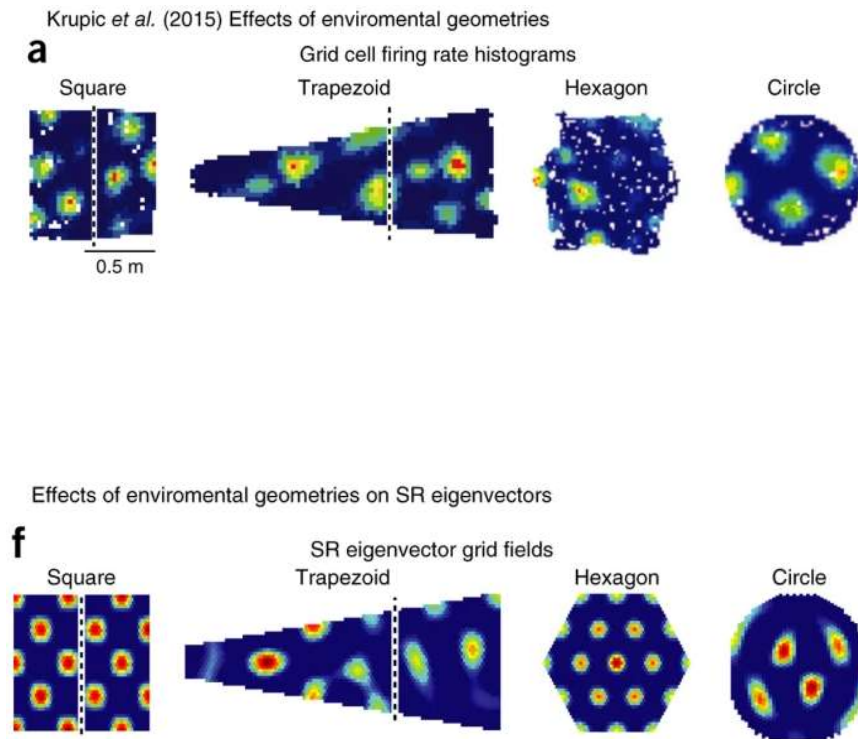 Krupic et al. (2015) Effects of enviromental geometries
a
Grid cell firing rate histograms
Square Trapezoid Hexagon Circle
0.5 m
Effects of enviromental geometries on SR eigenvectors
f
SR eigenvector grid fields
Square Trapezoid Hexagon Circle